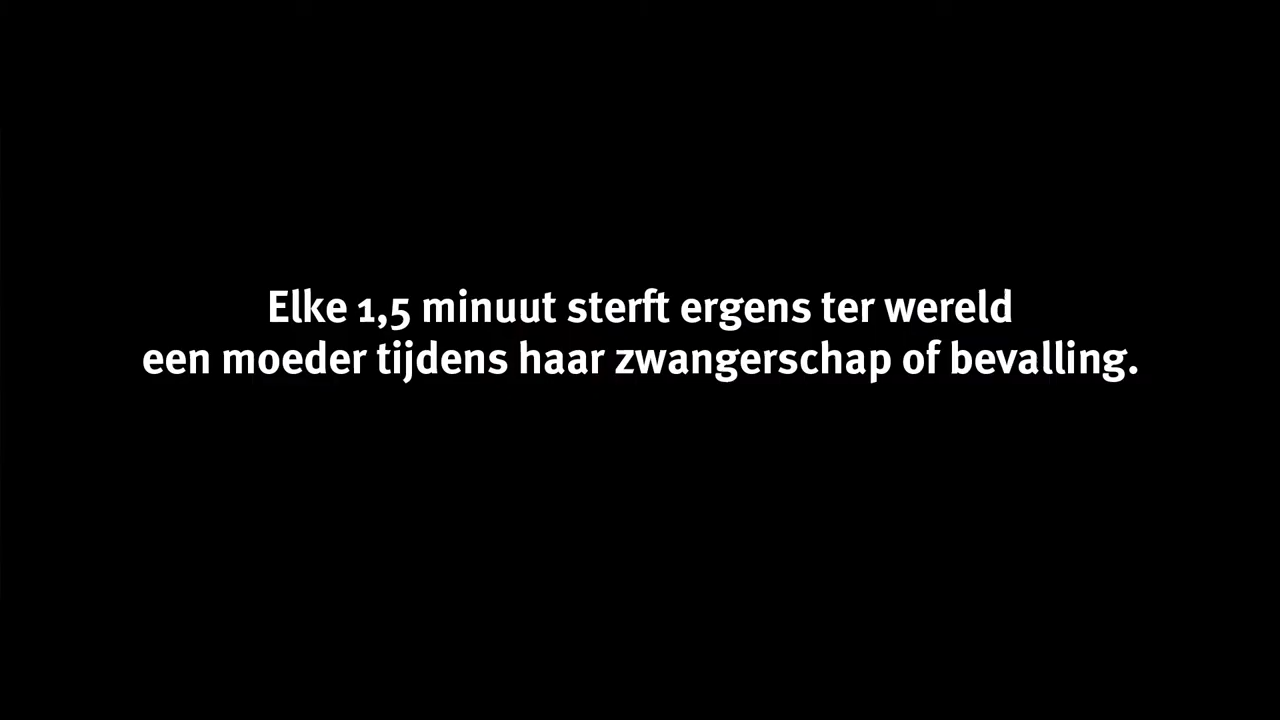 Elke 1,5 minuut sterft ergens ter wereld
een moeder tijdens haar zwangerschap of bevalling.